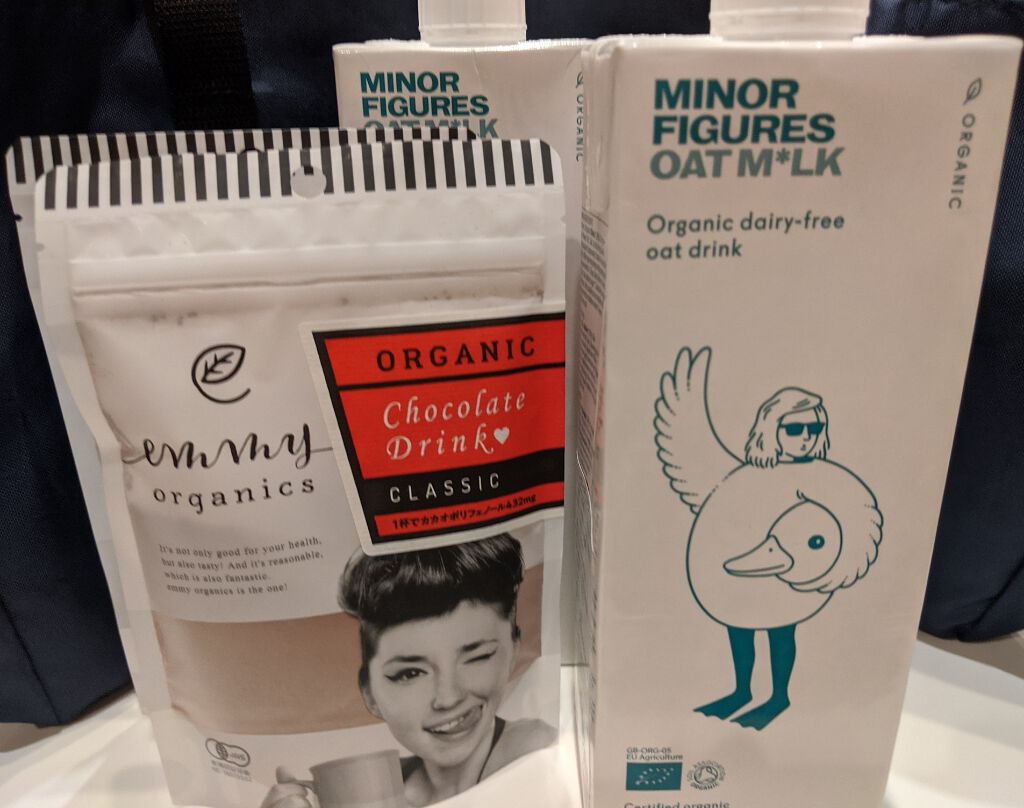 MINOR
FIGURES
OAT M*LK
ORGANIC
MINOR
FIGURES
OAT M*LK
ORGANIC
Organic dairy-free
oat drink
GB-ORG-05
EU Agriculture
ORGANIC
Certified organic
emmy
organics
It's not only good for your health,
but also tasty! And it's reasonable,
which is also fantastic.
emmy organics is the one!
ORGANIC
Chocolate
Drink
CLASSIC
1杯でカカオポリフェノール432mg